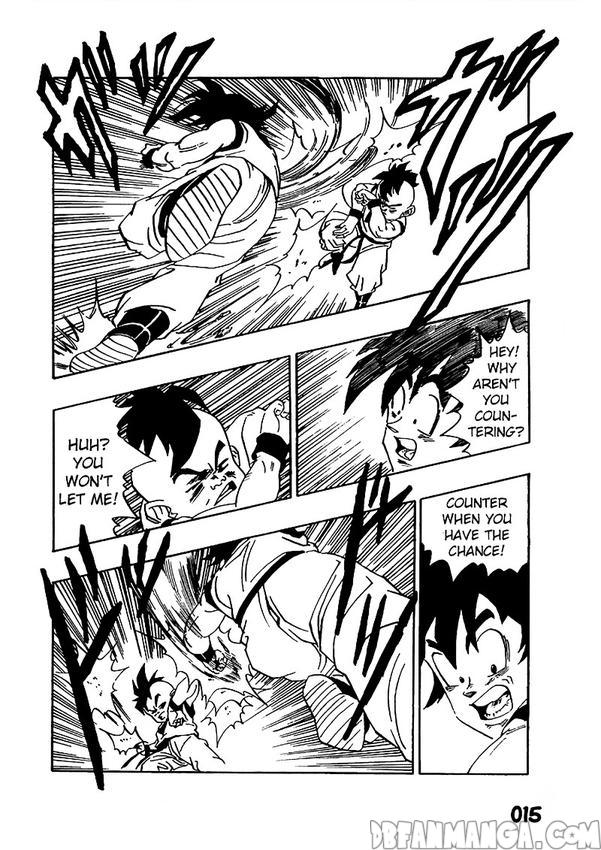 HEY!
WHY
AREN'T
YOU
COUN-
TERING?
HUH?
YOU
WON'T
LET ME!
COUNTER
WHEN YOU
HAVE THE
CHANCE!
015
DBFANMANGA.COM